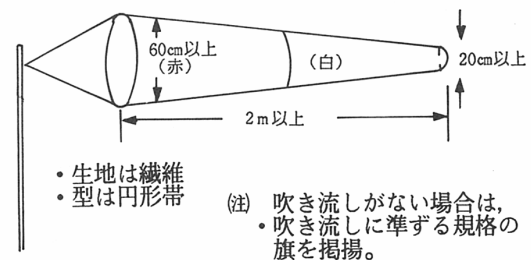 60cm以上
(赤)
(白)
20cm以上
2m以上
・生地は繊維
・型は円形帯
㊟ 吹き流しがない場合は,
・吹き流しに準ずる規格の
旗を掲揚。